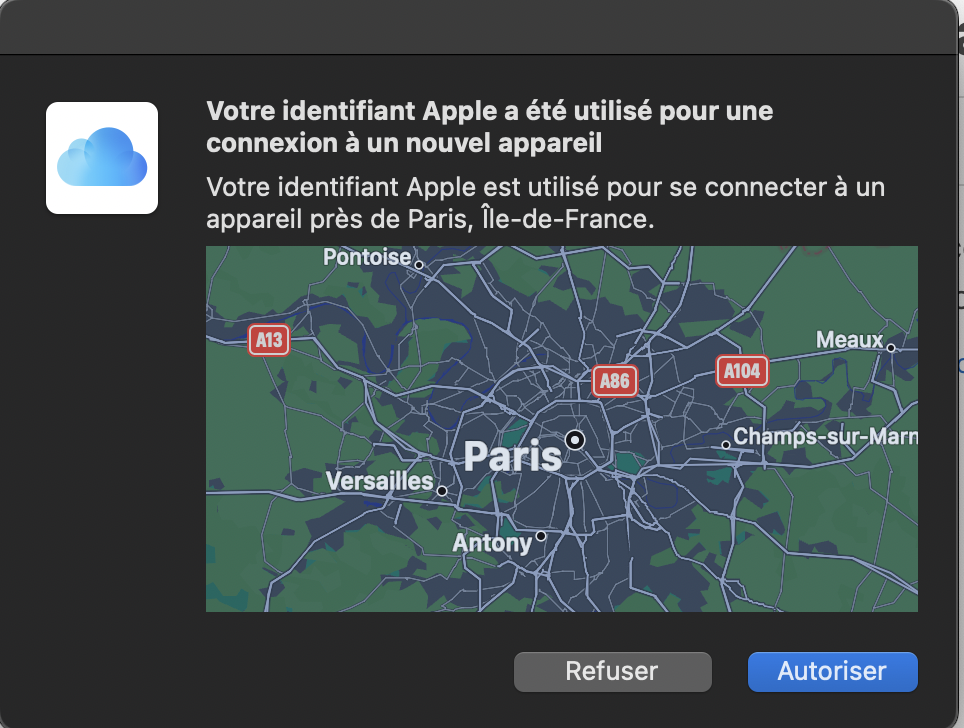 Votre identifiant Apple a été utilisé pour une
connexion à un nouvel appareil
Votre identifiant Apple est utilisé pour se connecter à un
appareil près de Paris, Île-de-France.
Pontoise
A13
Meaux
A86
A104
Champs-sur-Marn
Paris
Versailles
Antony
Refuser
Autoriser